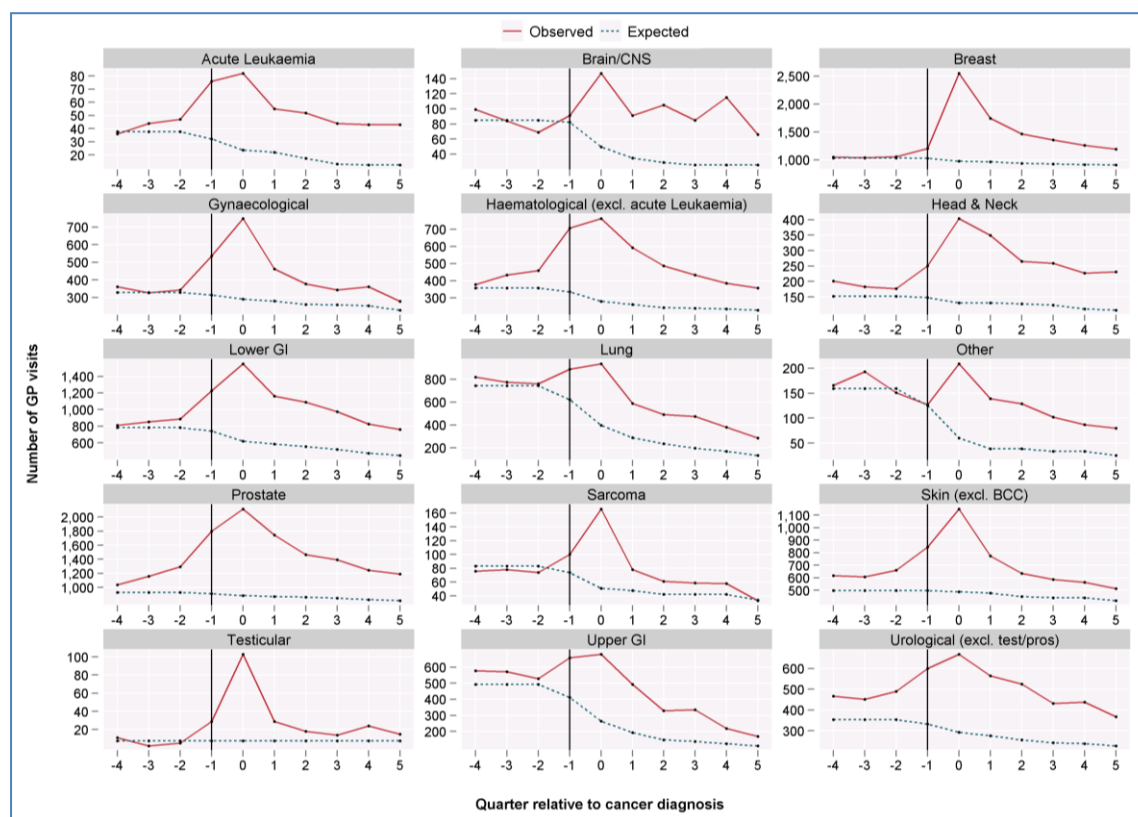 Observed Expected
Number of GP visits
Acute Leukaemia
80
70
60
50
40
30
20
-4 -3 -2 -1 0 1 2 3 4 5
Brain/CNS
140
120
100
80
60
40
-4 -3 -2 -1 0 1 2 3 4 5
Breast
2,500
2,000
1,500
1,000
-4 -3 -2 -1 0 1 2 3 4 5
Gynaecological
700
600
500
400
300
-4 -3 -2 -1 0 1 2 3 4 5
Haematological (excl. acute Leukaemia)
700
600
500
400
300
-4 -3 -2 -1 0 1 2 3 4 5
Head & Neck
400
350
300
250
200
150
-4 -3 -2 -1 0 1 2 3 4 5
Lower GI
1,400
1,200
1,000
800
600
-4 -3 -2 -1 0 1 2 3 4 5
Lung
800
600
400
200
-4 -3 -2 -1 0 1 2 3 4 5
Other
200
150
100
50
-4 -3 -2 -1 0 1 2 3 4 5
Prostate
2,000
1,800
1,600
1,400
1,200
1,000
-4 -3 -2 -1 0 1 2 3 4 5
Sarcoma
160
140
120
100
80
60
40
-4 -3 -2 -1 0 1 2 3 4 5
Skin (excl. BCC)
1,100
1,000
900
800
700
600
500
-4 -3 -2 -1 0 1 2 3 4 5
Testicular
100
80
60
40
20
-4 -3 -2 -1 0 1 2 3 4 5
Upper GI
600
500
400
300
200
-4 -3 -2 -1 0 1 2 3 4 5
Urological (excl. test/pros)
600
500
400
300
-4 -3 -2 -1 0 1 2 3 4 5
Quarter relative to cancer diagnosis